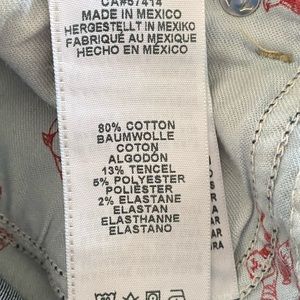 CA#57414
MADE IN MEXICO
HERGESTELLT IN MEXIKO
FABRIQUÉ AU MEXIQUE
HECHO EN MÉXICO
80% COTTON
BAUMWOLLE
COTON
ALGODÓN
13% TENCEL
5% POLYESTER
POLIÉSTER
2% ELASTANE
ELASTAN
ELASTHANNE
ELASTANO